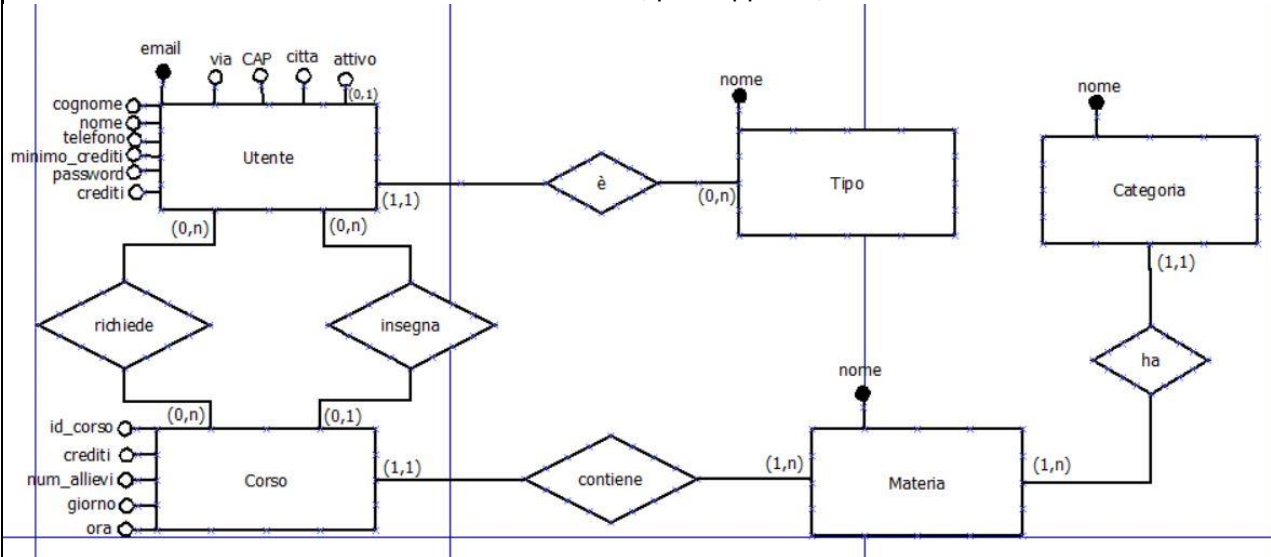 email
via CAP citta attivo
(0,1)
cognome
nome
telefono
minimo_crediti
password
crediti
Utente
(1,1)
(0,n)
(0,n)
è
(0,n)
nome
Tipo
nome
Categoria
(1,1)
richiede
insegna
ha
(0,n)
(0,1)
id_corso
crediti
num_allievi
giorno
ora
Corso
(1,1)
contiene
(1,n)
nome
Materia
(1,n)